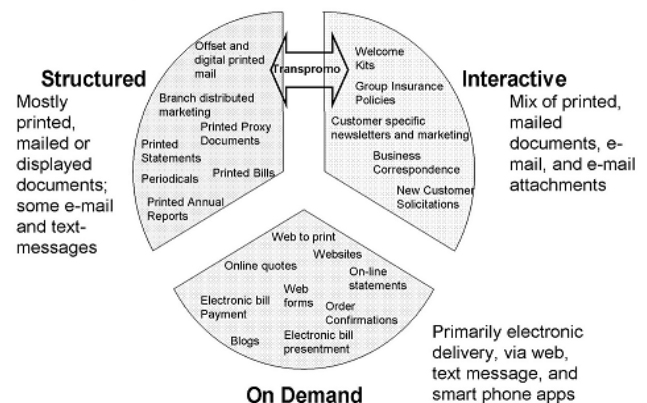 Structured
Mostly
printed,
mailed or
displayed
documents;
some e-mail
and text-
messages
Offset and
digital printed
mail
Branch distributed
marketing
Printed Proxy
Documents
Printed
Statements
Periodicals
Printed Bills
Printed Annual
Reports
Transpromo
Welcome
Kits
Group Insurance
Policies
Customer specific
newsletters and marketing
Business
Correspondence
New Customer
Solicitations
Interactive
Mix of printed,
mailed
documents, e-
mail, and e-mail
attachments
Web to print
Websites
Online quotes
On-line
statements
Web
forms
Electronic bill
Payment
Order
Confirmations
Blogs
Electronic bill
presentment
On Demand
Primarily electronic
delivery, via web,
text message, and
smart phone apps